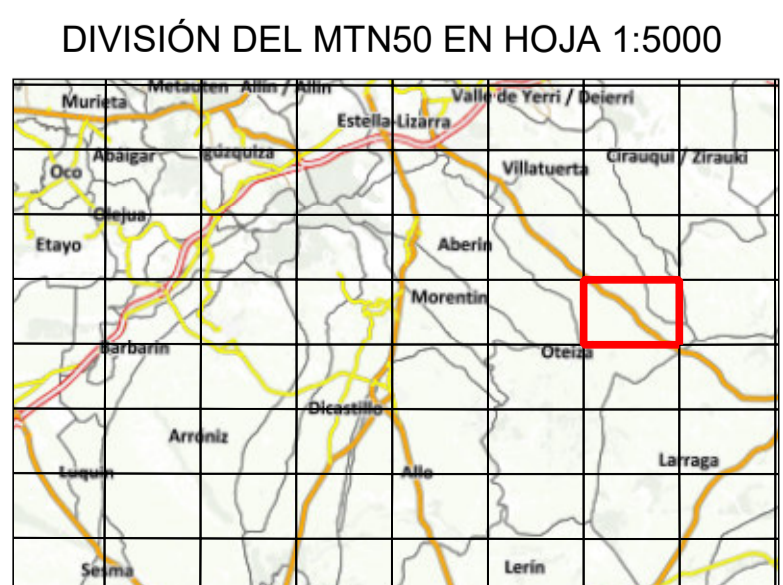 DIVISIÓN DEL MTN50 EN HOJA 1:5000
Metauten
Allín / Allin
Murieta
Valle de Yerri / Deierri
Estella-Lizarra
Abáigar
Igúzquiza
Cirauqui / Zirauki
Oco
Villatuerta
Olejua
Etayo
Aberin
Morentin
Barbarin
Oteiza
Dicastillo
Arróniz
Larraga
Luquin
Allo
Sesma
Lerín